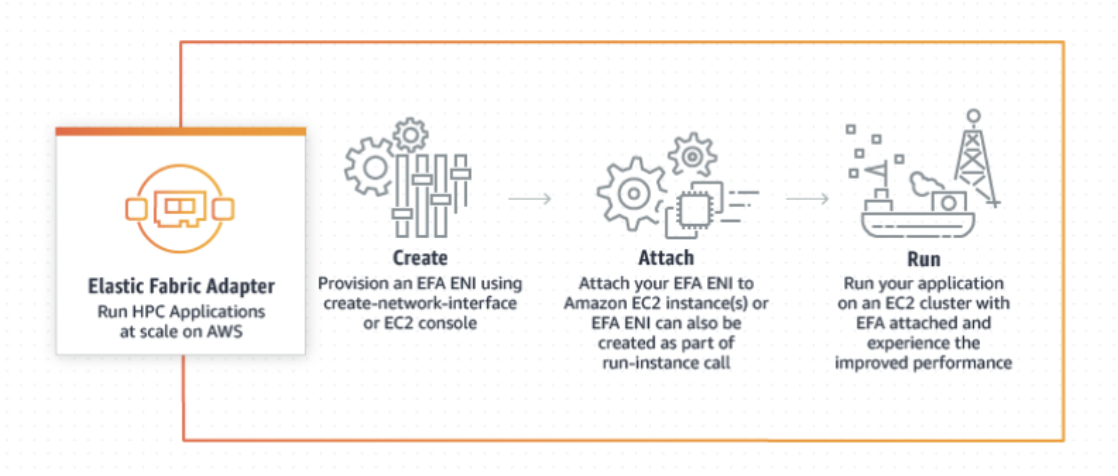 Elastic Fabric Adapter
Run HPC Applications
at scale on AWS
Create
Provision an EFA ENI using
create-network-interface
or EC2 console
Attach
Attach your EFA ENI to
Amazon EC2 instance(s) or
EFA ENI can also be
created as part of
run-instance call
Run
Run your application
on an EC2 cluster with
EFA attached and
experience the
improved performance